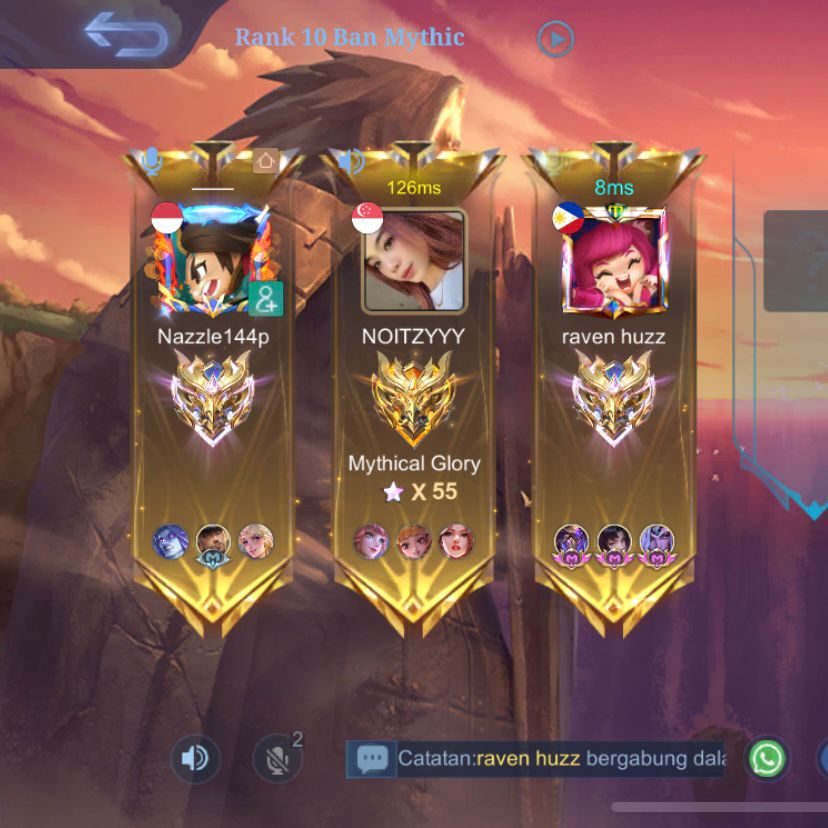 Rank 10 Ban Mythic
126ms
8ms
Nazzle144p
NOITZYYY
raven huzz
Mythical Glory
X 55
2
Catatan:raven huzz bergabung dala